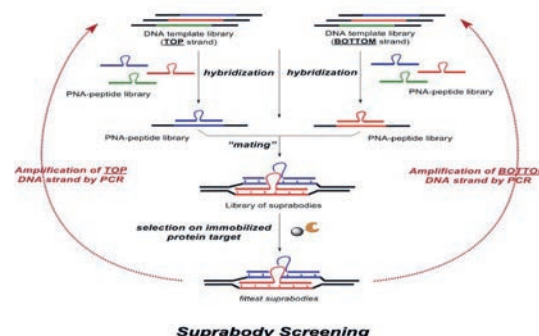 DNA template library
(TOP strand)
DNA template library
(BOTTOM strand)
hybridization
hybridization
PNA-peptide library
PNA-peptide library
PNA-peptide library
PNA-peptide library
"mating"
Amplification of TOP
DNA strand by PCR
Amplification of BOTTOM
DNA strand by PCR
Library of suprabodies
selection on immobilized
protein target
fittest suprabodies
Suprabody Screening